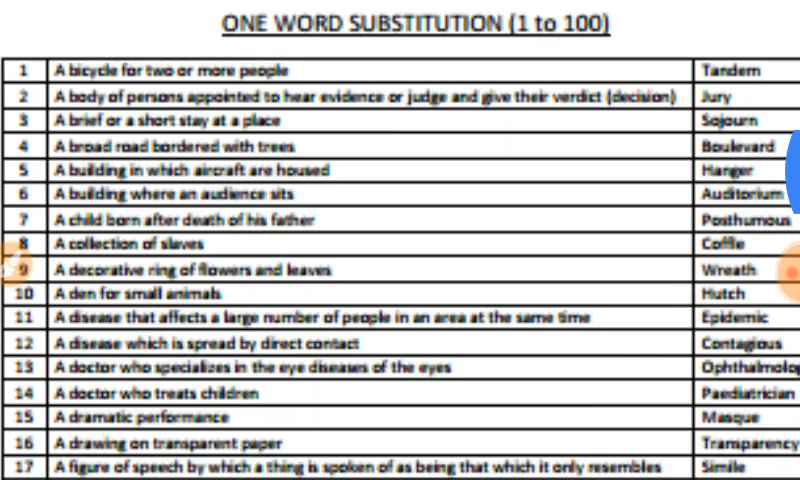 ONE WORD SUBSTITUTION (1 to 100)
1 A bicycle for two or more people Tandem
2 A body of persons appointed to hear evidence or judge and give their verdict (decision) Jury
3 A brief or a short stay at a place Sojourn
4 A broad road bordered with trees Boulevard
5 A building in which aircraft are housed Hanger
6 A building where an audience sits Auditorium
7 A child born after death of his father Posthumous
8 A collection of slaves Coffle
9 A decorative ring of flowers and leaves Wreath
10 A den for small animals Hutch
11 A disease that affects a large number of people in an area at the same time Epidemic
12 A disease which is spread by direct contact Contagious
13 A doctor who specializes in the eye diseases of the eyes Ophthalmolog
14 A doctor who treats children Paediatrician
15 A dramatic performance Masque
16 A drawing on transparent paper Transparency
17 A figure of speech by which a thing is spoken of as being that which it only resembles Simile